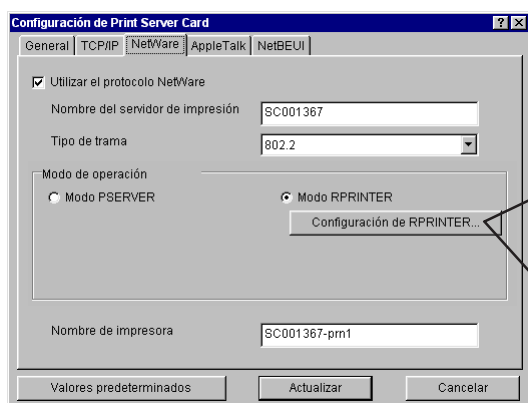 Configuración de Print Server Card
General TCP/IP NetWare AppleTalk NetBEUI
Utilizar el protocolo NetWare
Nombre del servidor de impresión SC001367
Tipo de trama 802.2
Modo de operación
Modo PSERVER Modo RPRINTER
Configuración de RPRINTER...
Nombre de impresora SC001367-prn1
Valores predeterminados Actualizar Cancelar